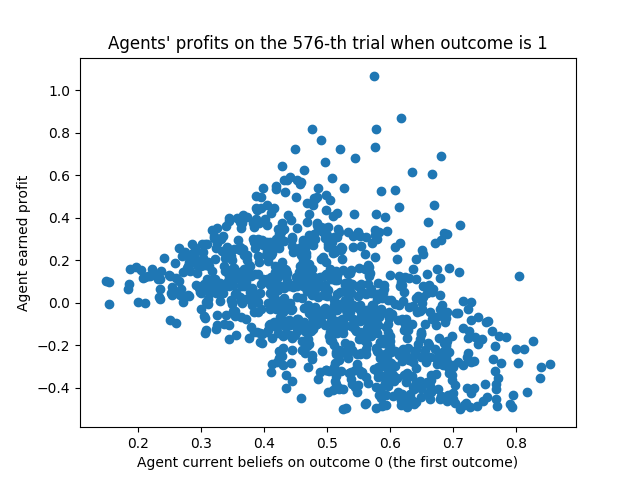 Agents' profits on the 576-th trial when outcome is 1
Agent earned profit
1.0
0.8
0.6
0.4
0.2
0.0
−0.2
−0.4
0.2 0.3 0.4 0.5 0.6 0.7 0.8
Agent current beliefs on outcome 0 (the first outcome)